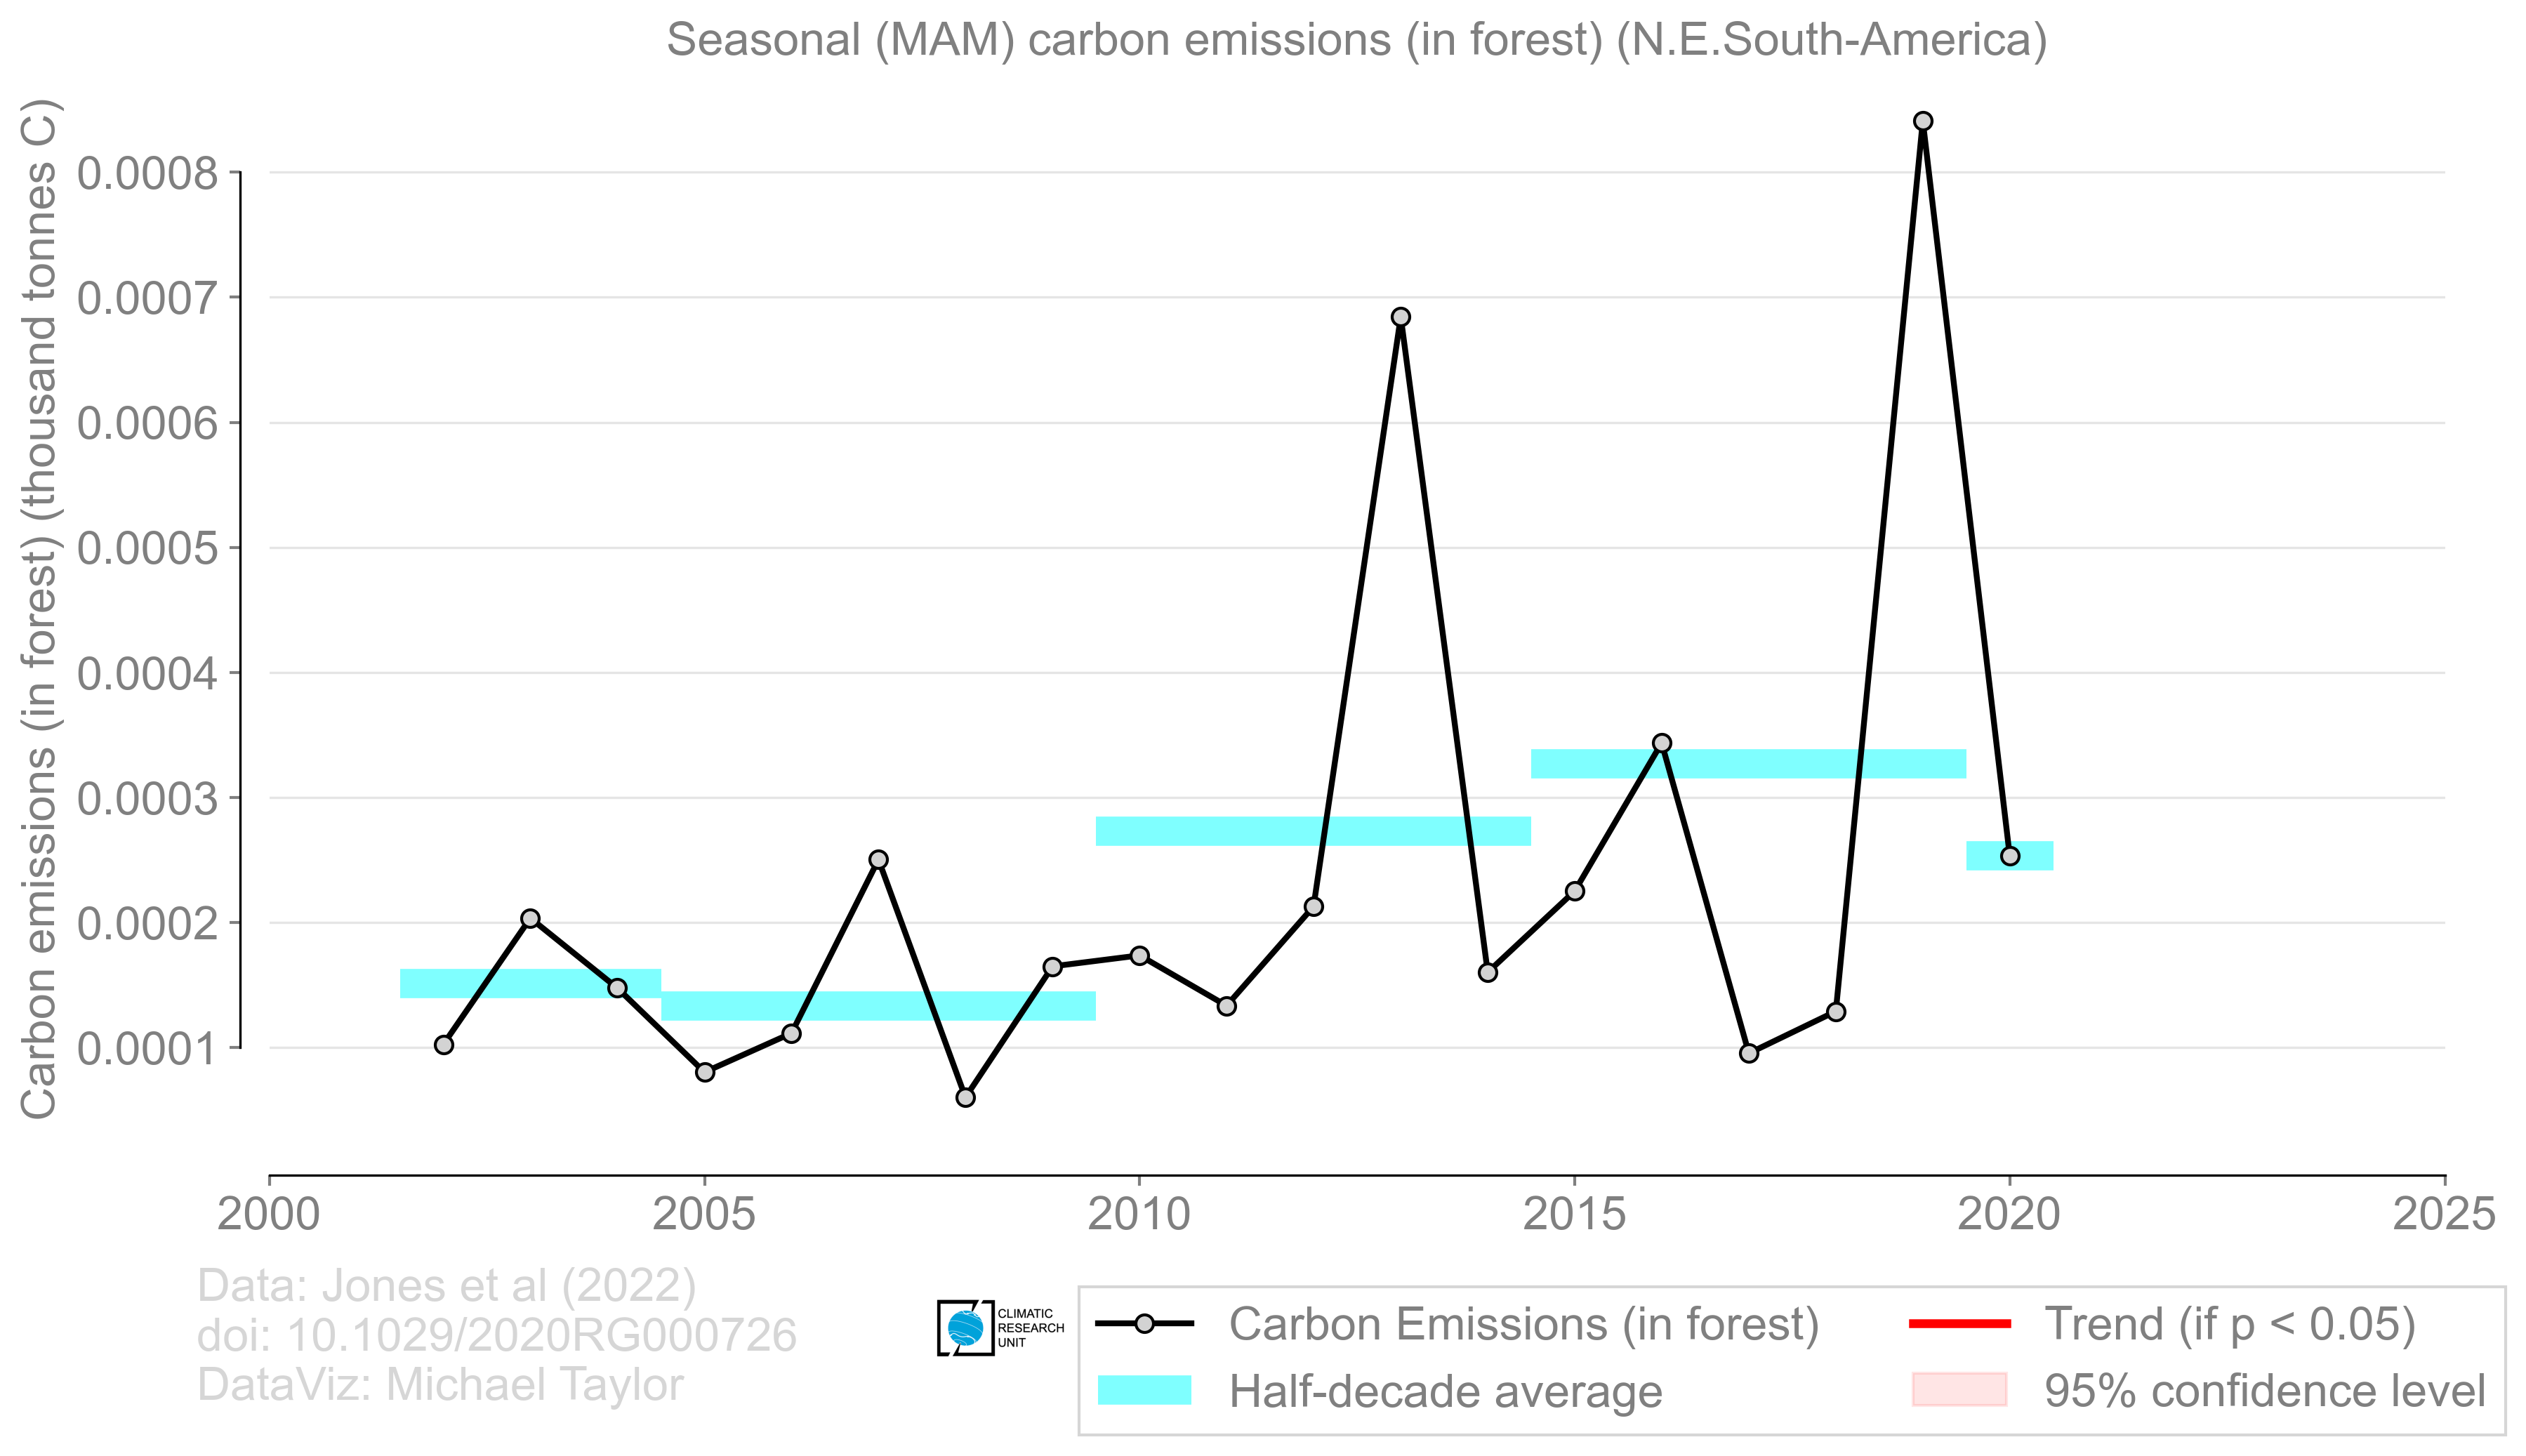 Seasonal (MAM) carbon emissions (in forest) (N.E.South-America)
Carbon emissions (in forest) (thousand tonnes C)
0.0008
0.0007
0.0006
0.0005
0.0004
0.0003
0.0002
0.0001
2000
2005
2010
2015
2020
2025
Data: Jones et al (2022)
doi: 10.1029/2020RG000726
DataViz: Michael Taylor
CLIMATIC
RESEARCH
UNIT
Carbon Emissions (in forest)
Half-decade average
Trend (if p < 0.05)
95% confidence level